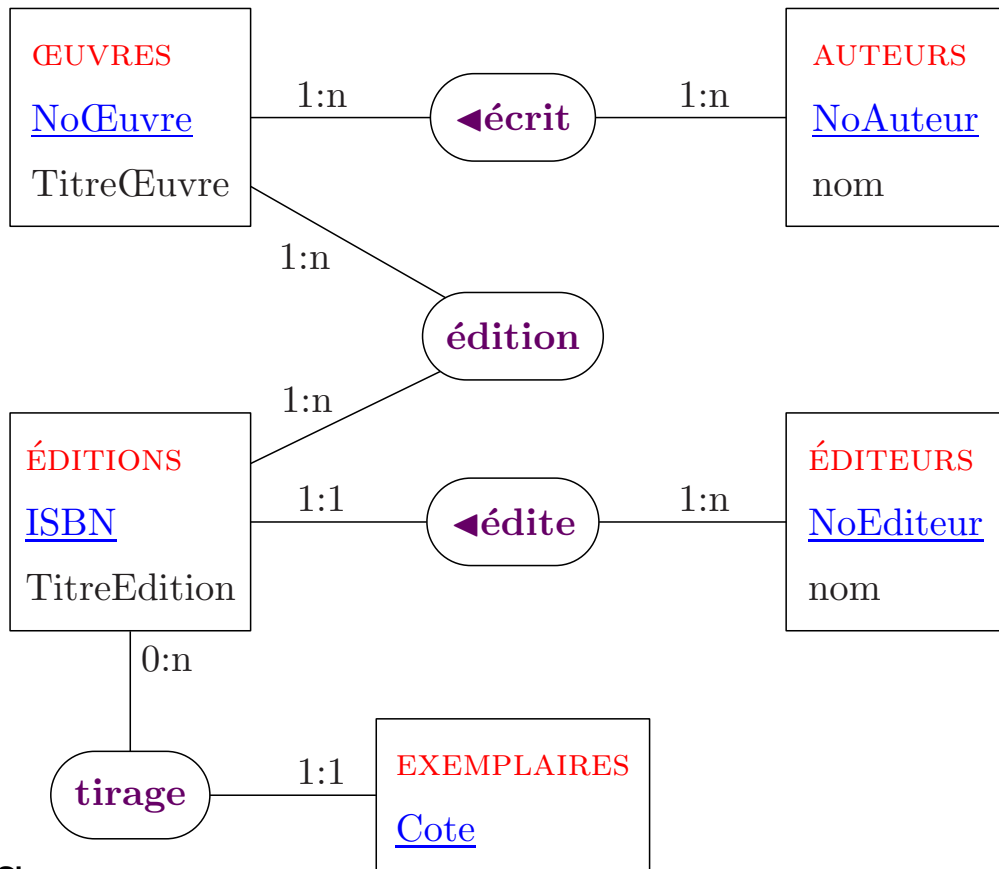 ŒUVRES
NoŒuvre
TitreŒuvre
1:n
◀écrit
1:n
AUTEURS
NoAuteur
nom
1:n
édition
1:n
ÉDITIONS
ISBN
TitreEdition
1:1
◀édite
1:n
ÉDITEURS
NoEditeur
nom
0:n
tirage
1:1
EXEMPLAIRES
Cote